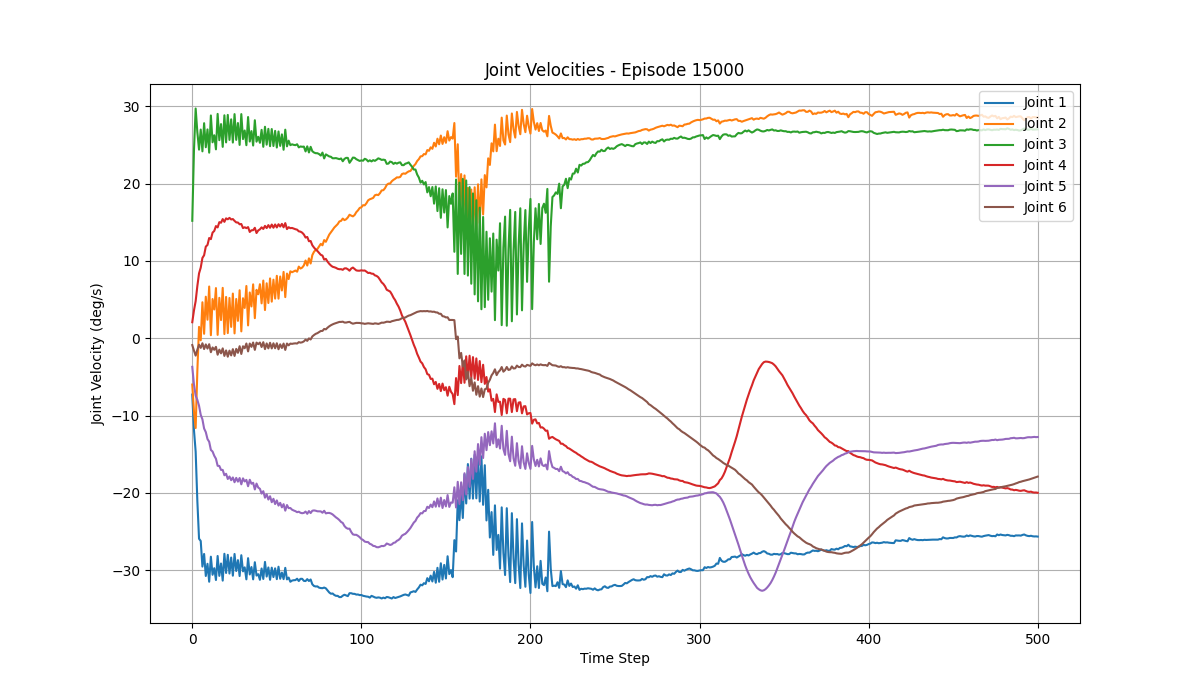 Joint Velocities - Episode 15000
Joint Velocity (deg/s)
30
20
10
0
−10
−20
−30
Joint 1
Joint 2
Joint 3
Joint 4
Joint 5
Joint 6
0
100
200
300
400
500
Time Step